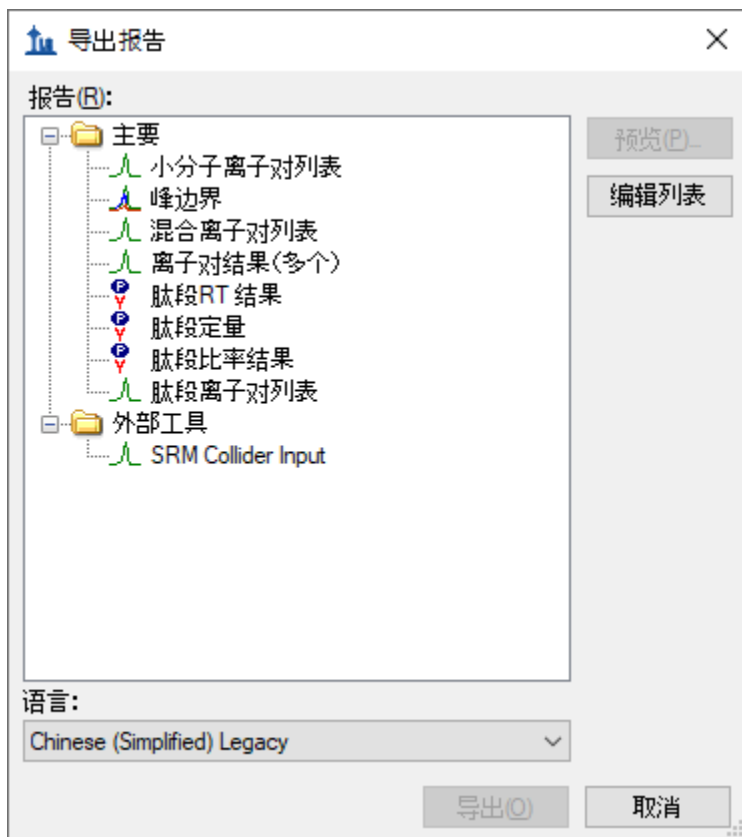 导出报告
报告(R):
主要
预览(P)...
小分子离子对列表
编辑列表
峰边界
混合离子对列表
离子对结果(多个)
肽段RT 结果
肽段定量
肽段比率结果
肽段离子对列表
外部工具
SRM Collider Input
语言:
Chinese (Simplified) Legacy
导出(O)
取消